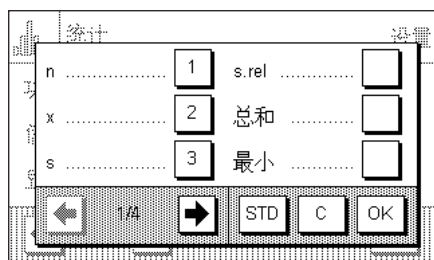 统计 设置
n .................. 1 s.rel .............. 
x .................. 2 总和 .............. 
s .................. 3 最小 .............. 
1/4 STD C OK